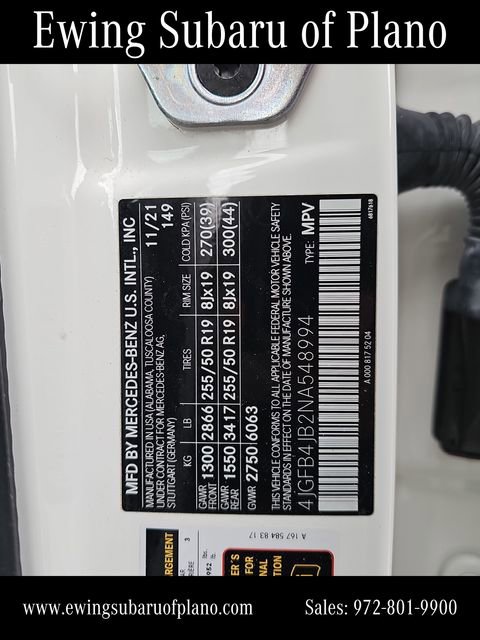 Ewing Subaru of Plano
MFD BY MERCEDES-BENZ U.S. INTL., INC
MANUFACTURED IN USA (ALABAMA, TUSCALOOSA COUNTY)
UNDER CONTRACT FOR MERCEDES-BENZ AG,
STUTTGART (GERMANY)
11/21
149
KG LB TIRES RIM SIZE COLD KPA (PSI)
GAWR FRONT 1300 2866 255/50 R19 8Jx19 270(39)
GAWR REAR 1550 3417 255/50 R19 8Jx19 300(44)
GVWR 2750 6063
THIS VEHICLE CONFORMS TO ALL APPLICABLE FEDERAL MOTOR VEHICLE SAFETY
STANDARDS IN EFFECT ON THE DATE OF MANUFACTURE SHOWN ABOVE.
4JGFB4JB2NA548994 TYPE: MPV
A 000 817 52 04
6817618
A 167 584 83 17
3
lbs.
lb.
www.ewingsubaruofplano.com Sales: 972-801-9900